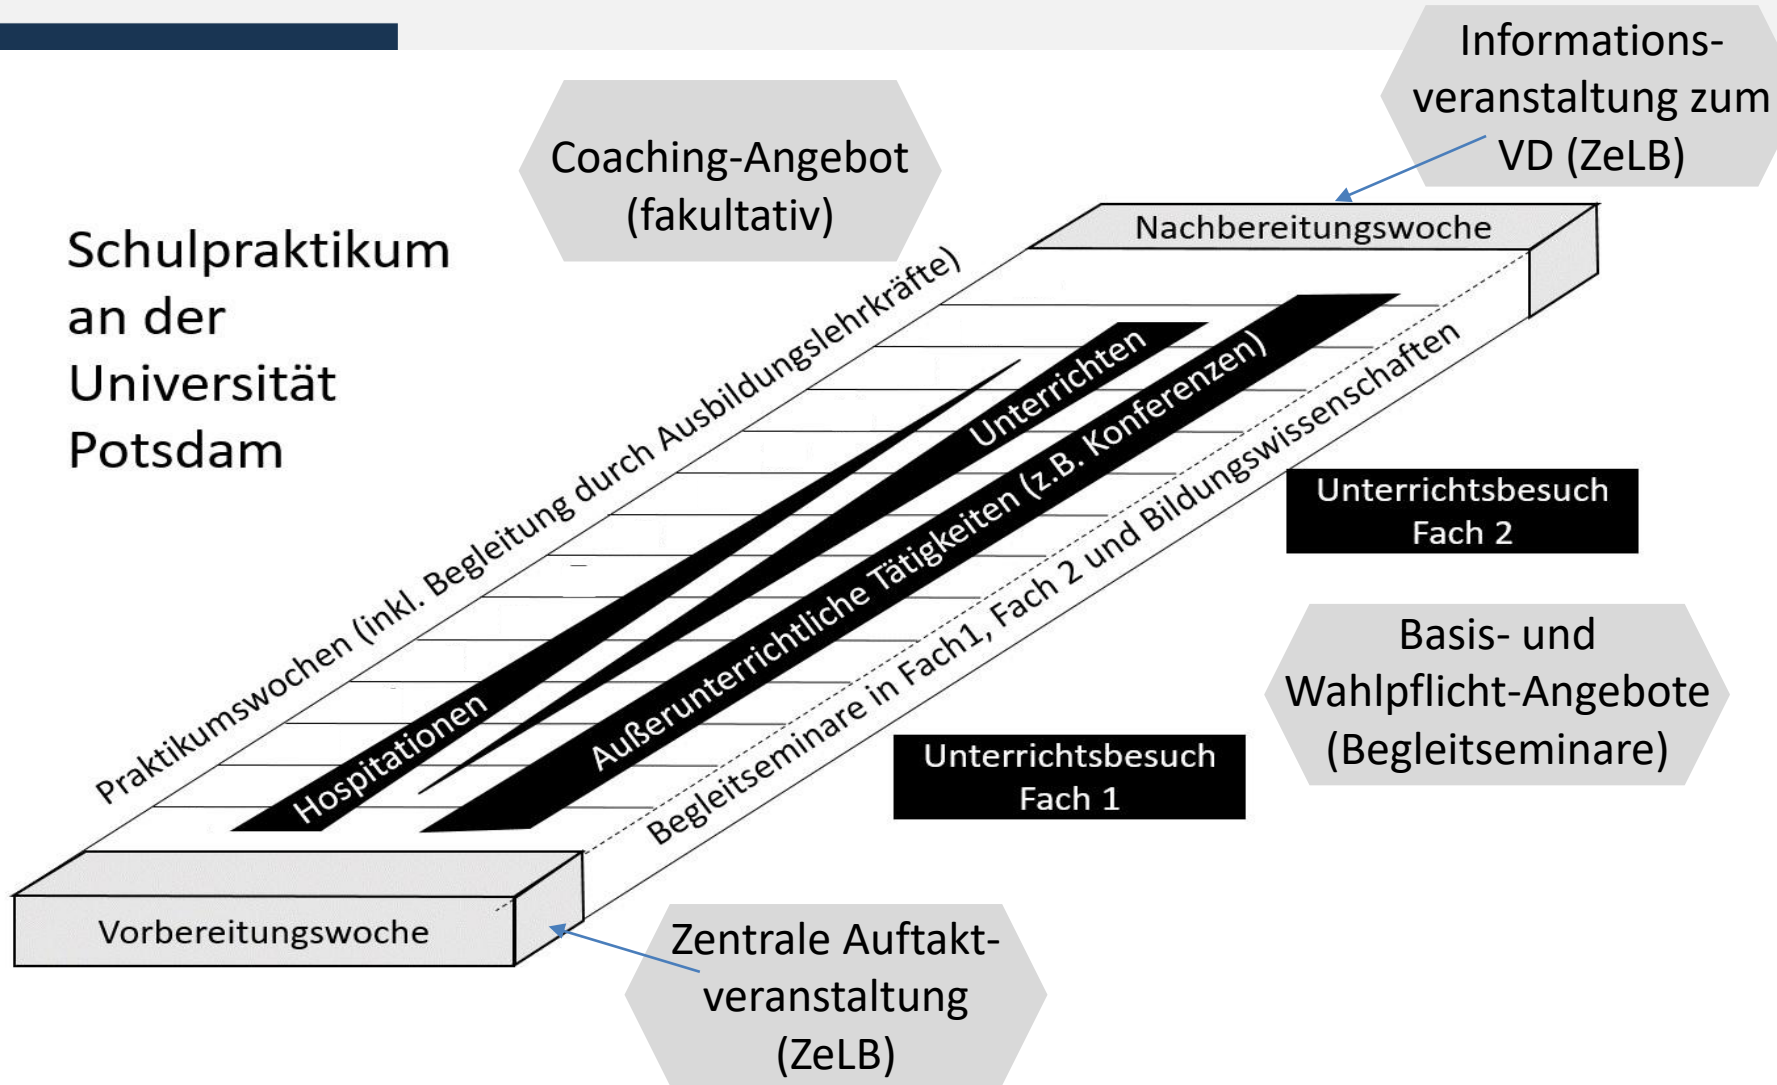 Informations-
veranstaltung zum
VD (ZeLB)
Coaching-Angebot
(fakultativ)
Schulpraktikum
an der
Universität
Potsdam
Nachbereitungswoche
Praktikumswochen (inkl. Begleitung durch Ausbildungslehrkräfte)
Hospitationen
Unterrichten
Außerunterrichtliche Tätigkeiten (z.B. Konferenzen)
Begleitseminare in Fach1, Fach 2 und Bildungswissenschaften
Unterrichtsbesuch
Fach 2
Basis- und
Wahlpflicht-Angebote
(Begleitseminare)
Unterrichtsbesuch
Fach 1
Vorbereitungswoche
Zentrale Auftakt-
veranstaltung
(ZeLB)